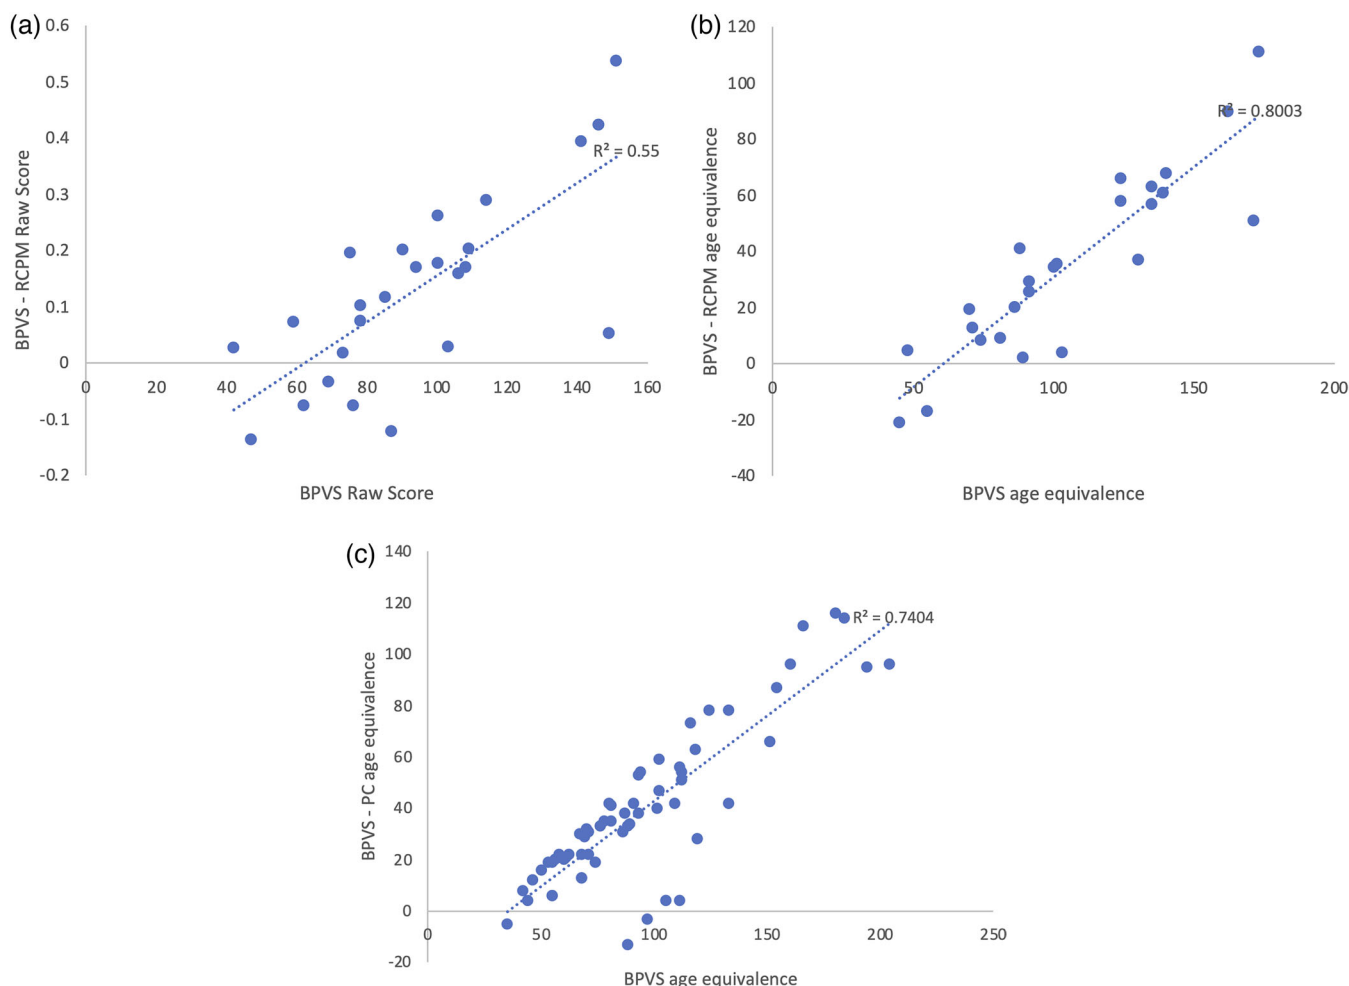 (a)
0.6
0.5
0.4
0.3
0.2
0.1
0
-0.1
-0.2
BPVS - RCPM Raw Score
R² = 0.55
0 20 40 60 80 100 120 140 160
BPVS Raw Score
(b)
120
100
80
60
40
20
0
-20
-40
BPVS - RCPM age equivalence
R² = 0.8003
0 50 100 150 200
BPVS age equivalence
(c)
140
120
100
80
60
40
20
0
-20
BPVS - PC age equivalence
R² = 0.7404
0 50 100 150 200 250
BPVS age equivalence